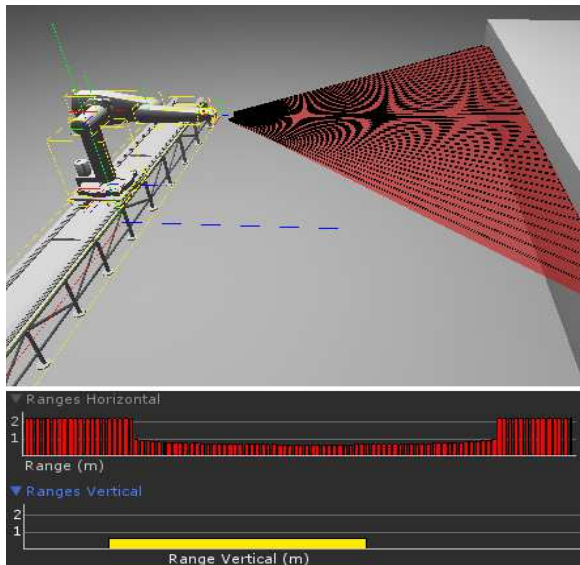 Ranges Horizontal
2
1
Range (m)
Ranges Vertical
2
1
Range Vertical (m)